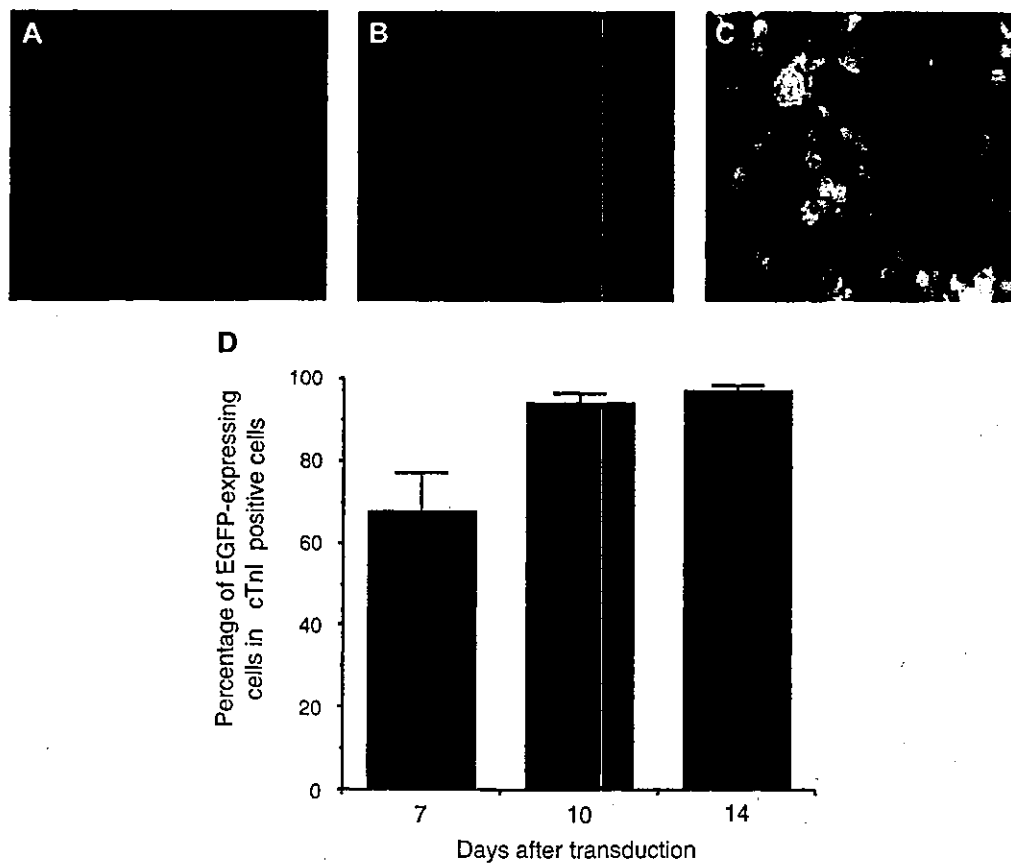 A
B
C
D
Percentage of EGFP-expressing
cells in cTnI positive cells
100
80
60
40
20
0
7
10
14
Days after transduction